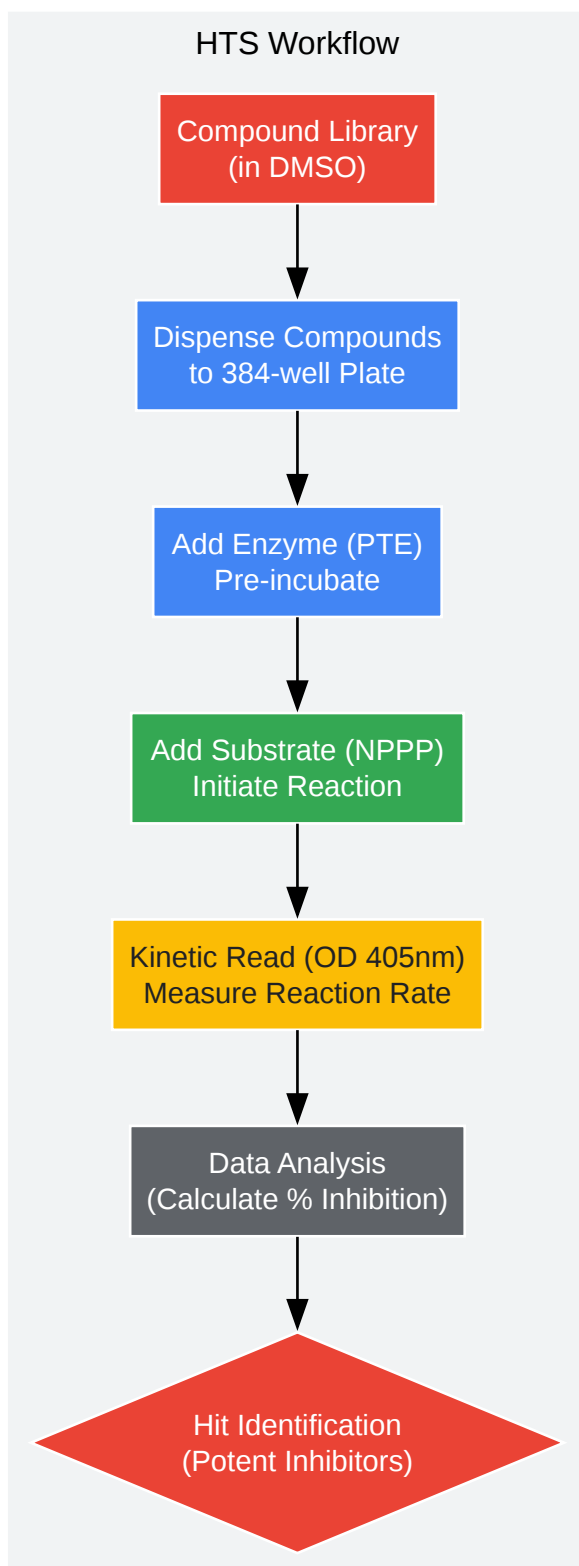 HTS Workflow
Compound Library
(in DMSO)
Dispense Compounds
to 384-well Plate
Add Enzyme (PTE)
Pre-incubate
Add Substrate (NPPP)
Initiate Reaction
Kinetic Read (OD 405nm)
Measure Reaction Rate
Data Analysis
(Calculate % Inhibition)
Hit Identification
(Potent Inhibitors)